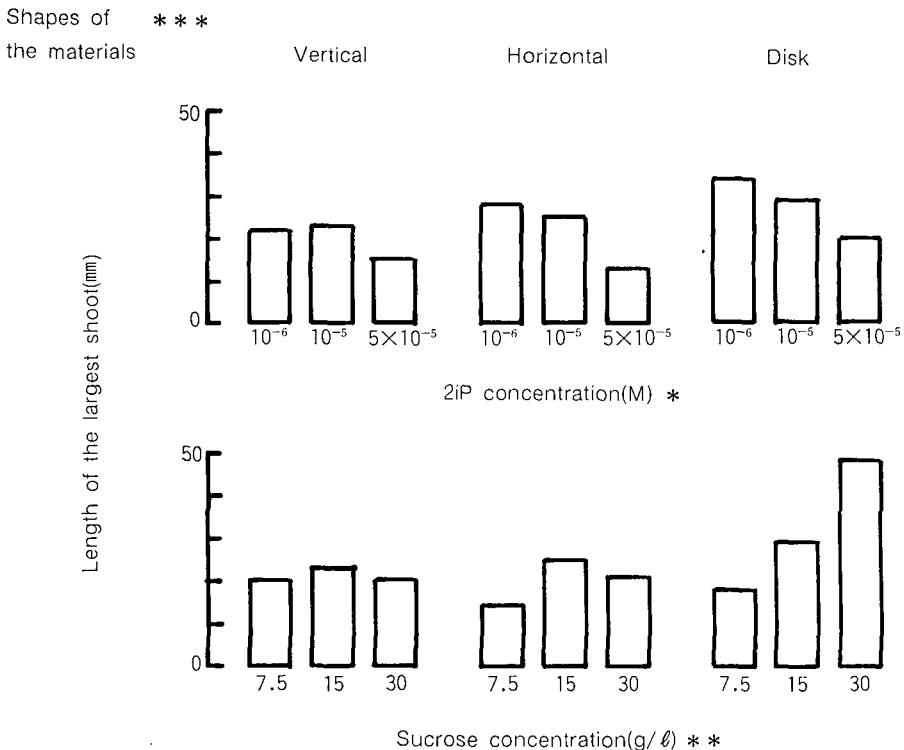 Shapes of ＊＊＊
the materials Vertical Horizontal Disk
Length of the largest shoot(mm)
50
0
10⁻⁶ 10⁻⁵ 5×10⁻⁵ 10⁻⁶ 10⁻⁵ 5×10⁻⁵ 10⁻⁶ 10⁻⁵ 5×10⁻⁵
2iP concentration(M) ＊
50
0
7.5 15 30 7.5 15 30 7.5 15 30
Sucrose concentration(g/ℓ) ＊＊